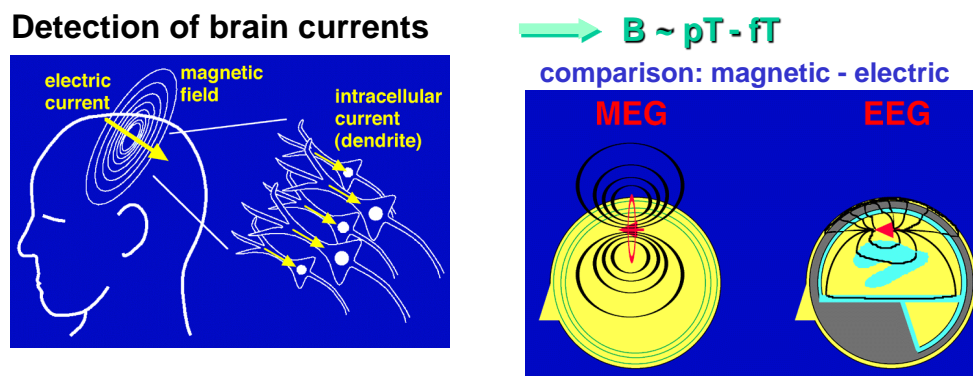 Detection of brain currents
electric
current
magnetic
field
intracellular
current
(dendrite)
B ~ pT - fT
comparison: magnetic - electric
MEG
EEG